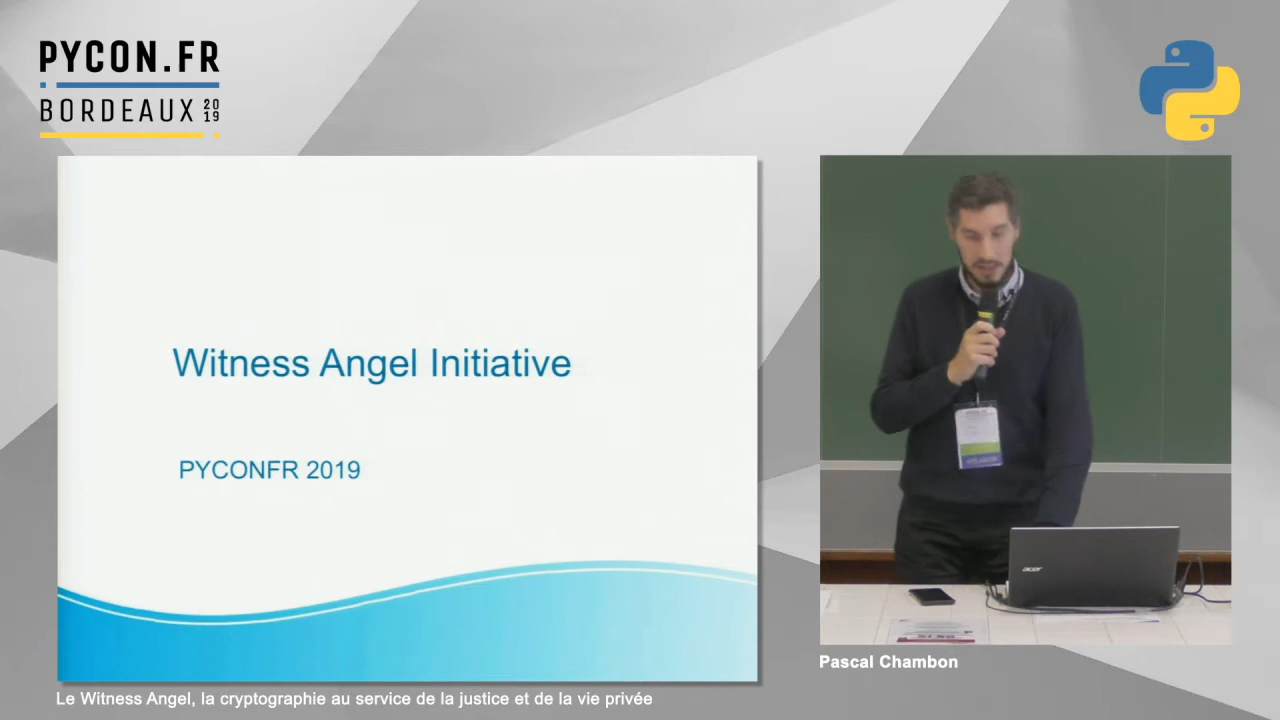 PYCON.FR
BORDEAUX 2019
Witness Angel Initiative
PYCONFR 2019
acer
Pascal Chambon
Le Witness Angel, la cryptographie au service de la justice et de la vie privée